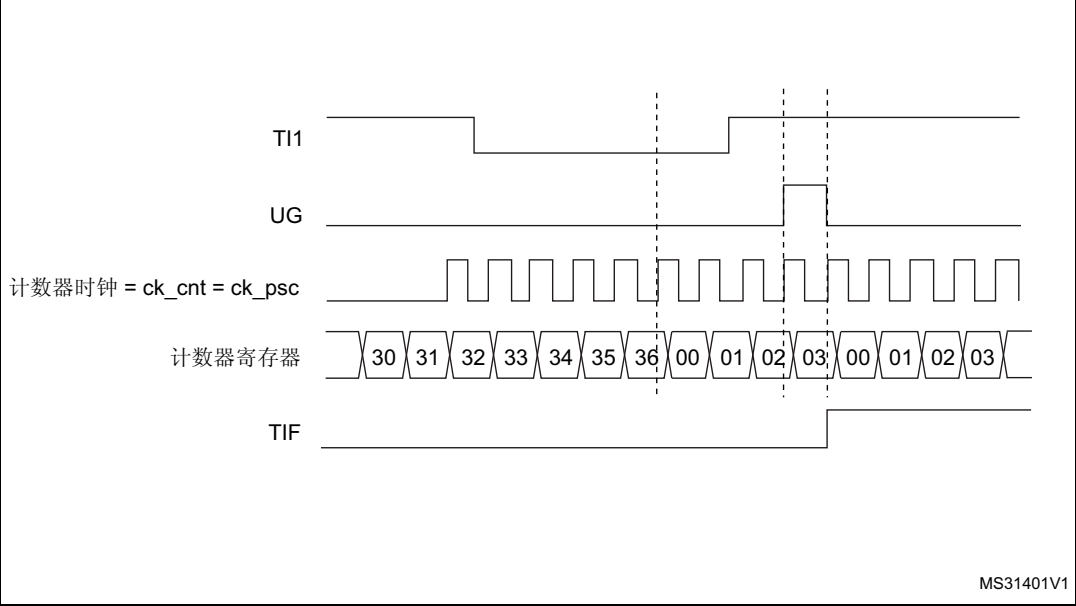 TI1
UG
计数器时钟 = ck_cnt = ck_psc
计数器寄存器 30 31 32 33 34 35 36 00 01 02 03 00 01 02 03
TIF
MS31401V1